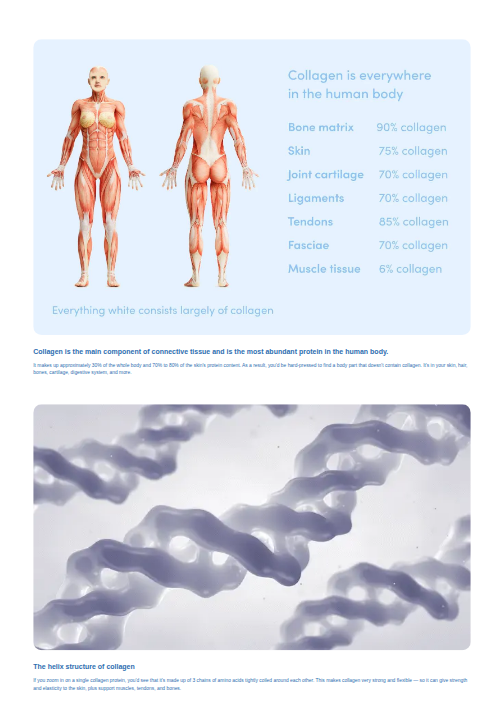 Collagen is everywhere
in the human body
Bone matrix 90% collagen
Skin 75% collagen
Joint cartilage 70% collagen
Ligaments 70% collagen
Tendons 85% collagen
Fasciae 70% collagen
Muscle tissue 6% collagen
Everything white consists largely of collagen
Collagen is the main component of connective tissue and is the most abundant protein in the human body.
It makes up approximately 30% of the whole body and 70% to 80% of the skin's protein content. As a result, you'd be hard-pressed to find a body part that doesn't contain collagen. It's in your skin, hair,
bones, cartilage, digestive system, and more.
The helix structure of collagen
If you zoom in on a single collagen protein, you'd see that it's made up of 3 chains of amino acids tightly coiled around each other. This makes collagen very strong and flexible — so it can give strength
and elasticity to the skin, plus support muscles, tendons, and bones.